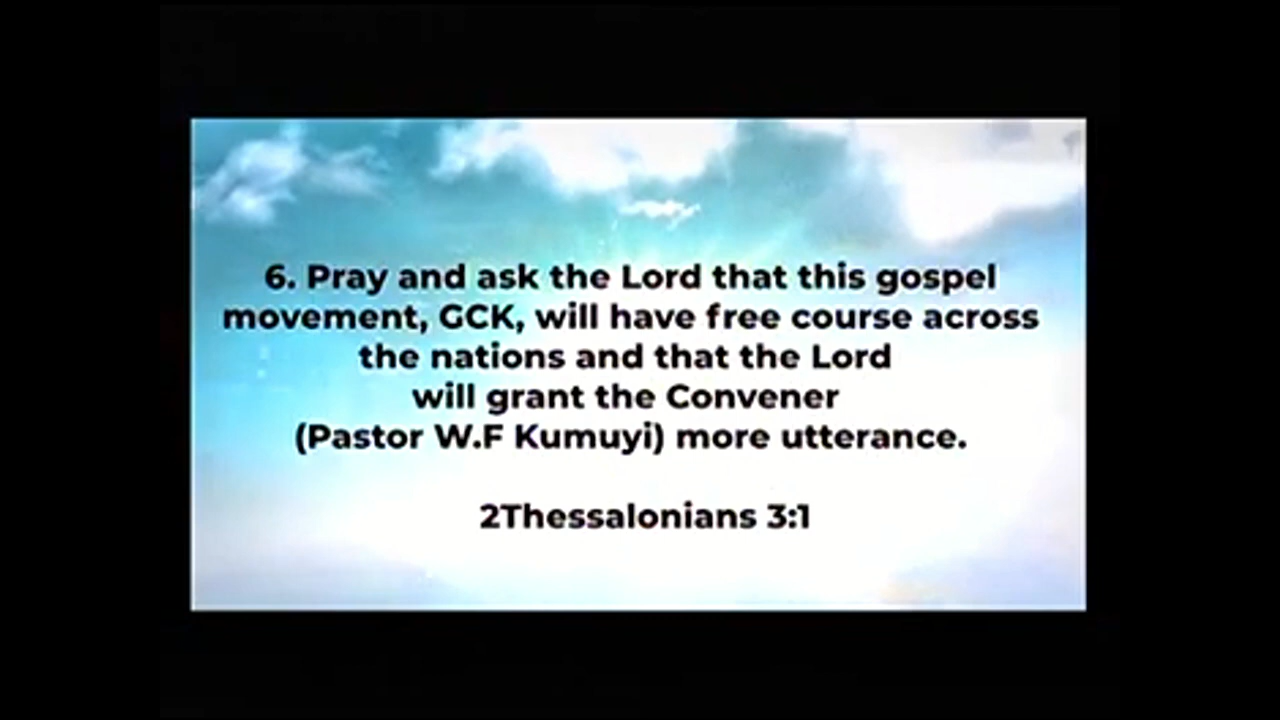 6. Pray and ask the Lord that this gospel
movement, GCK, will have free course across
the nations and that the Lord
will grant the Convener
(Pastor W.F Kumuyi) more utterance.
2Thessalonians 3:1